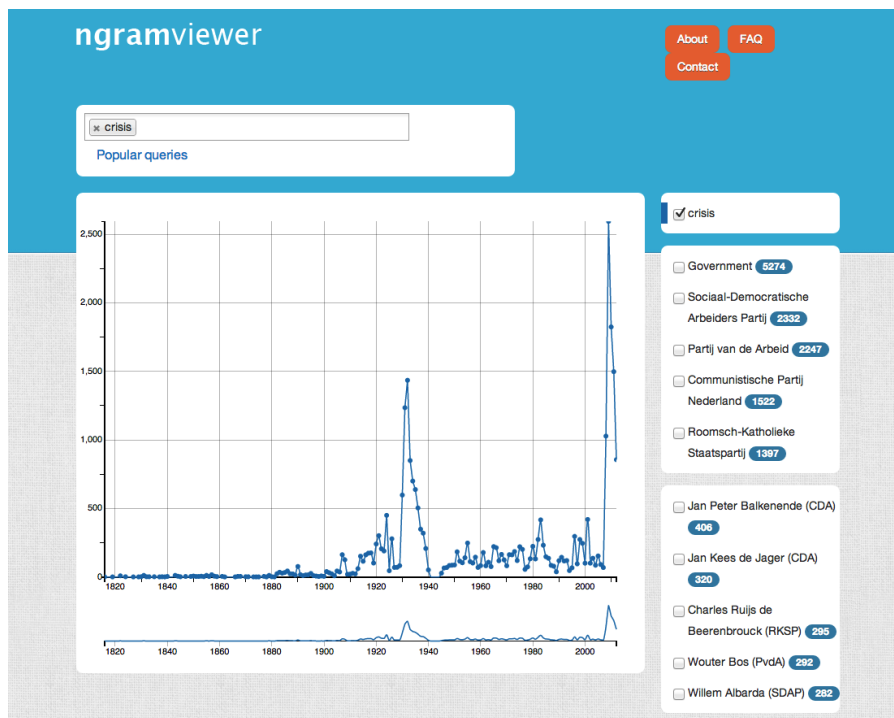 ngramviewer
About FAQ
Contact
× crisis
Popular queries
2,500
2,000
1,500
1,000
500
0
1820 1840 1860 1880 1900 1920 1940 1960 1980 2000
1820 1840 1860 1880 1900 1920 1940 1960 1980 2000
crisis
Government 5274
Sociaal-Democratische
Arbeiders Partij 2332
Partij van de Arbeid 2247
Communistische Partij
Nederland 1522
Roomsch-Katholieke
Staatspartij 1397
Jan Peter Balkenende (CDA)
406
Jan Kees de Jager (CDA)
320
Charles Ruijs de
Beerenbrouck (RKSP) 295
Wouter Bos (PvdA) 292
Willem Albarda (SDAP) 282